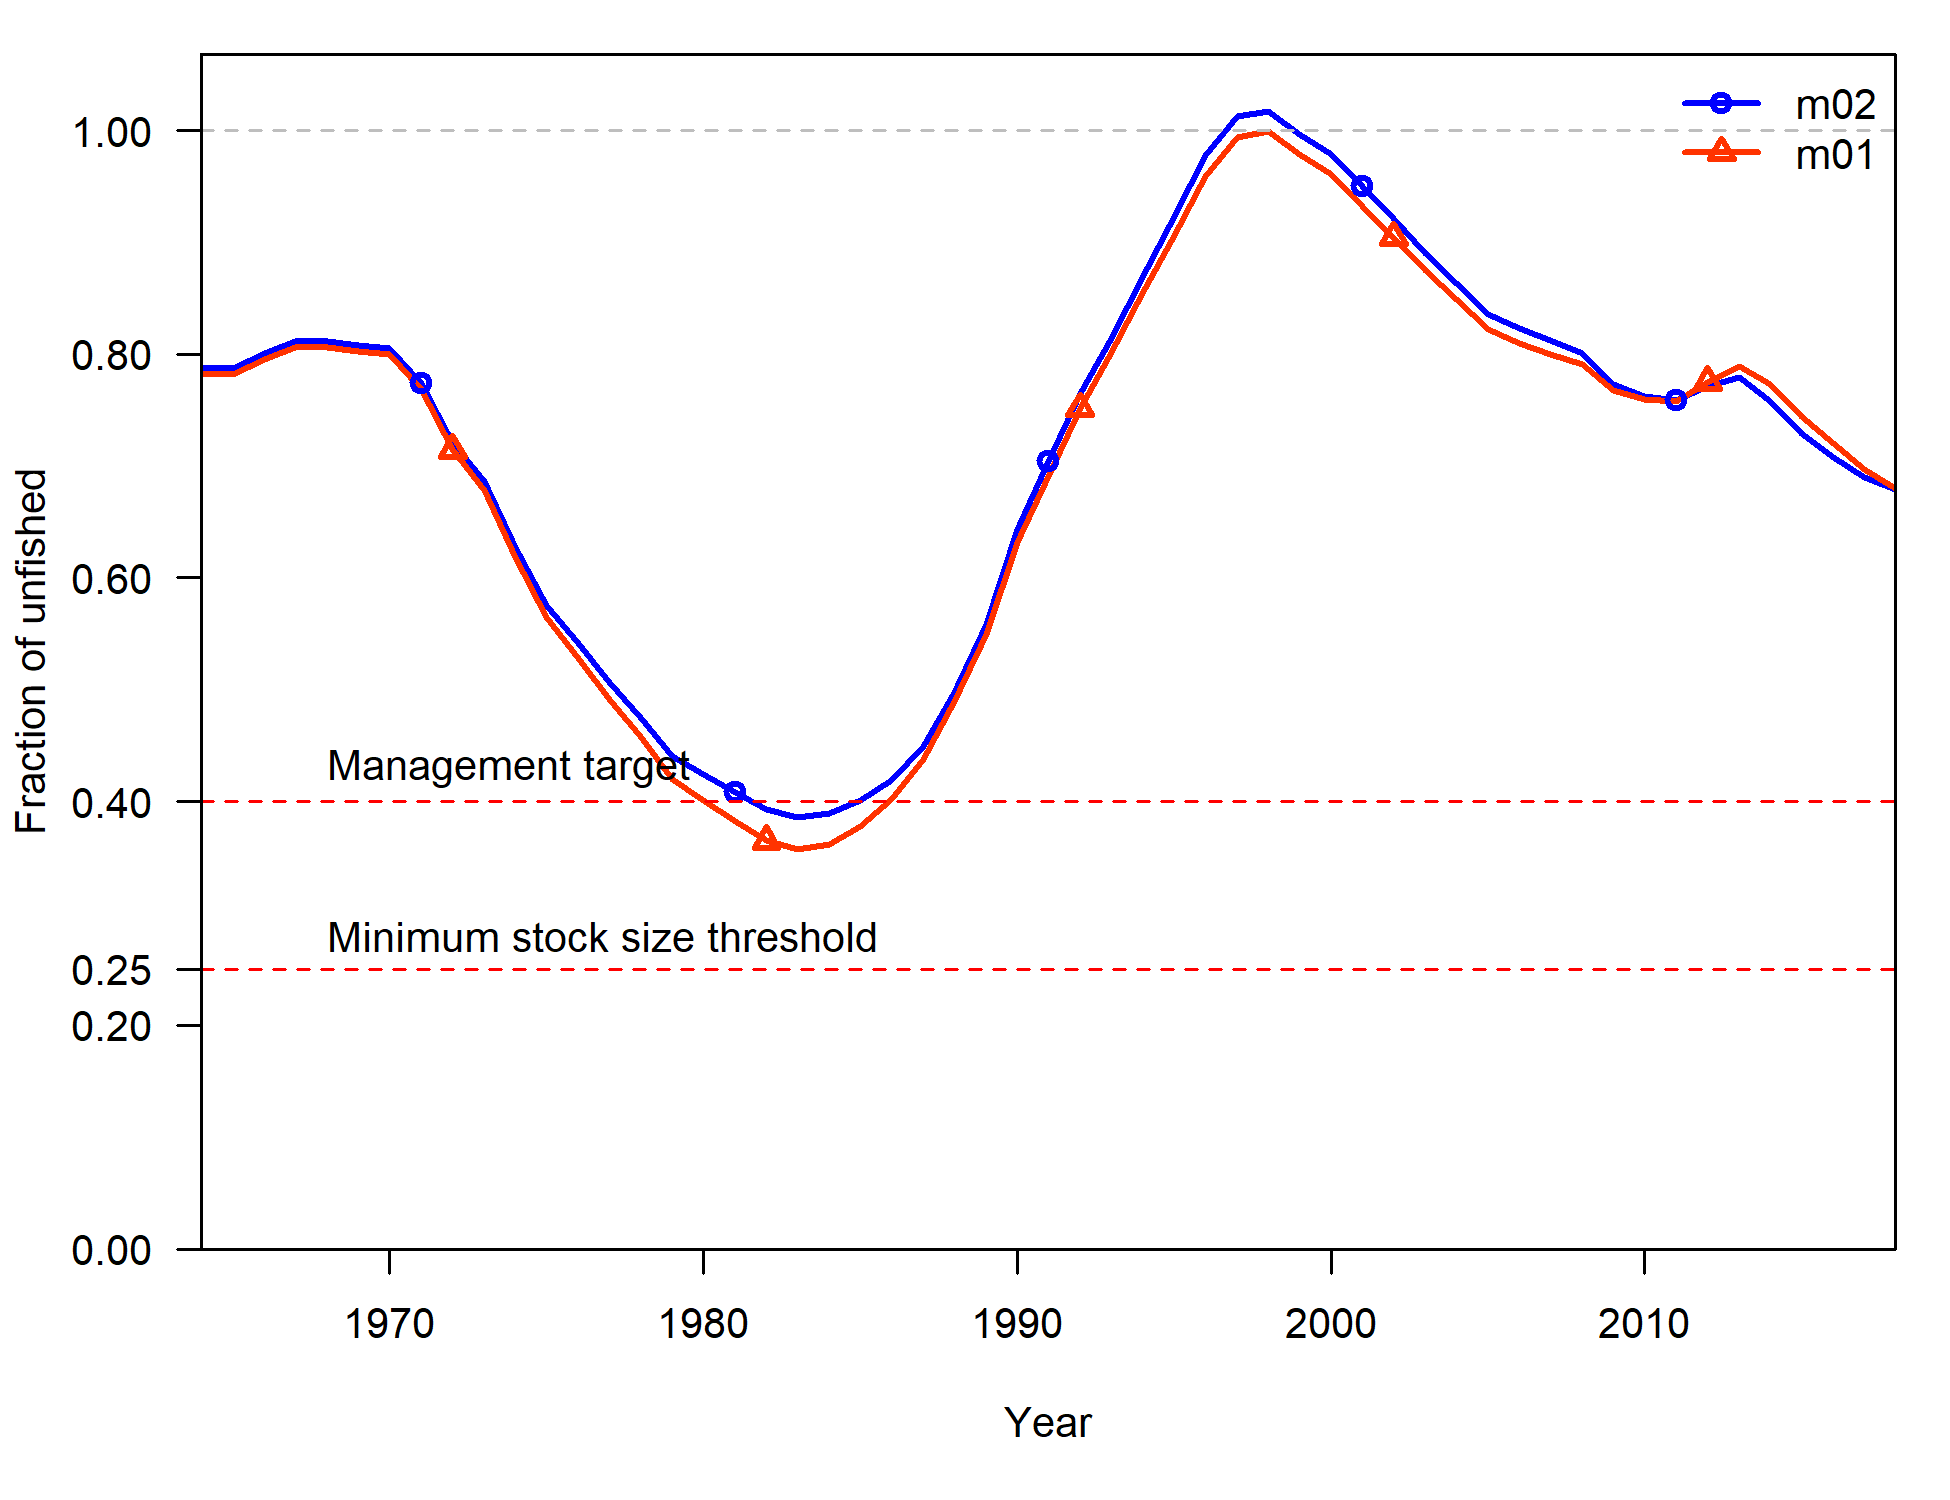 m02
m01
1.00
0.80
0.60
0.40
0.25
0.20
0.00
Fraction of unfished
Management target
Minimum stock size threshold
1970
1980
1990
2000
2010
Year